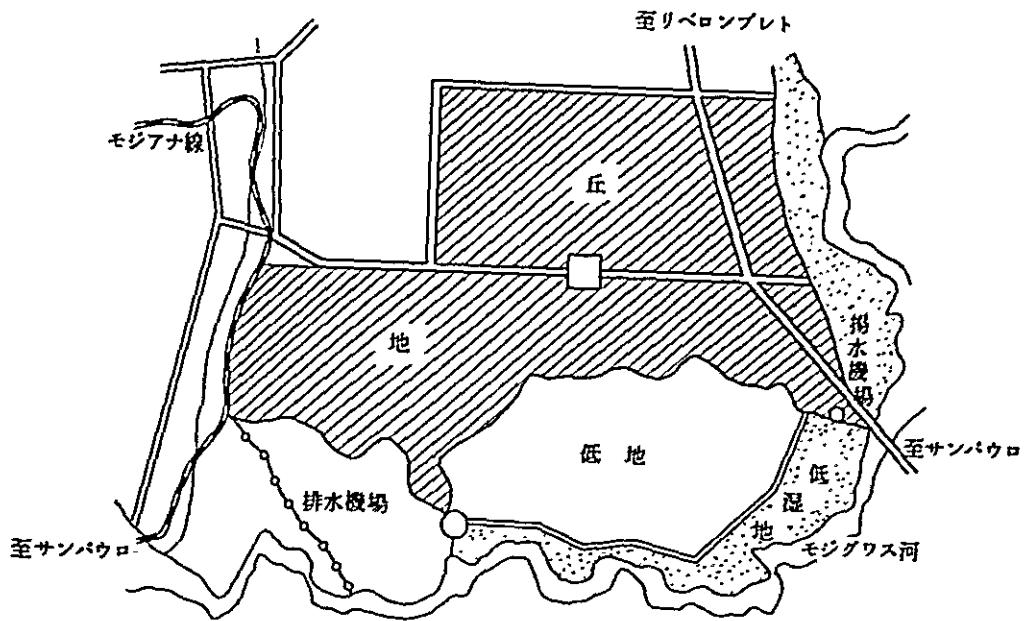 至リベロンプレト
モジアナ線
丘
地
揚水機場
至サンパウロ
低地
低湿地
排水機場
至サンパウロ
モジグワス河